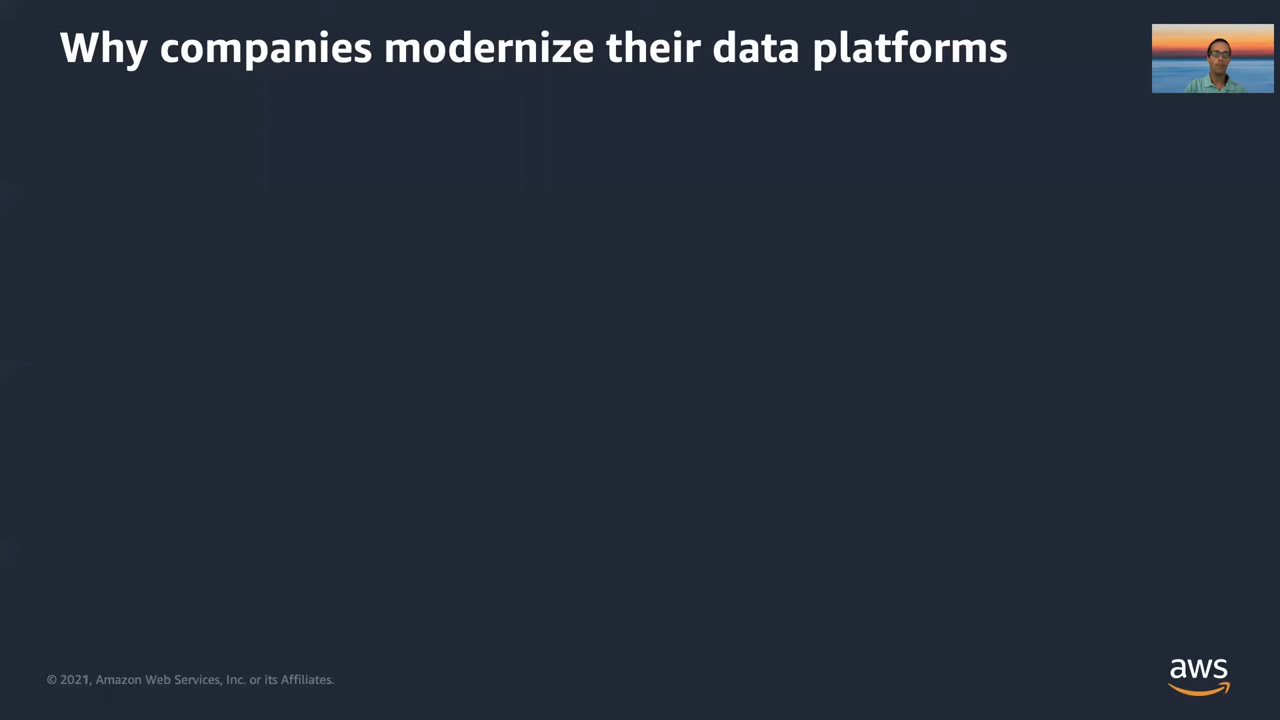 Why companies modernize their data platforms
© 2021, Amazon Web Services, Inc. or its Affiliates.
aws